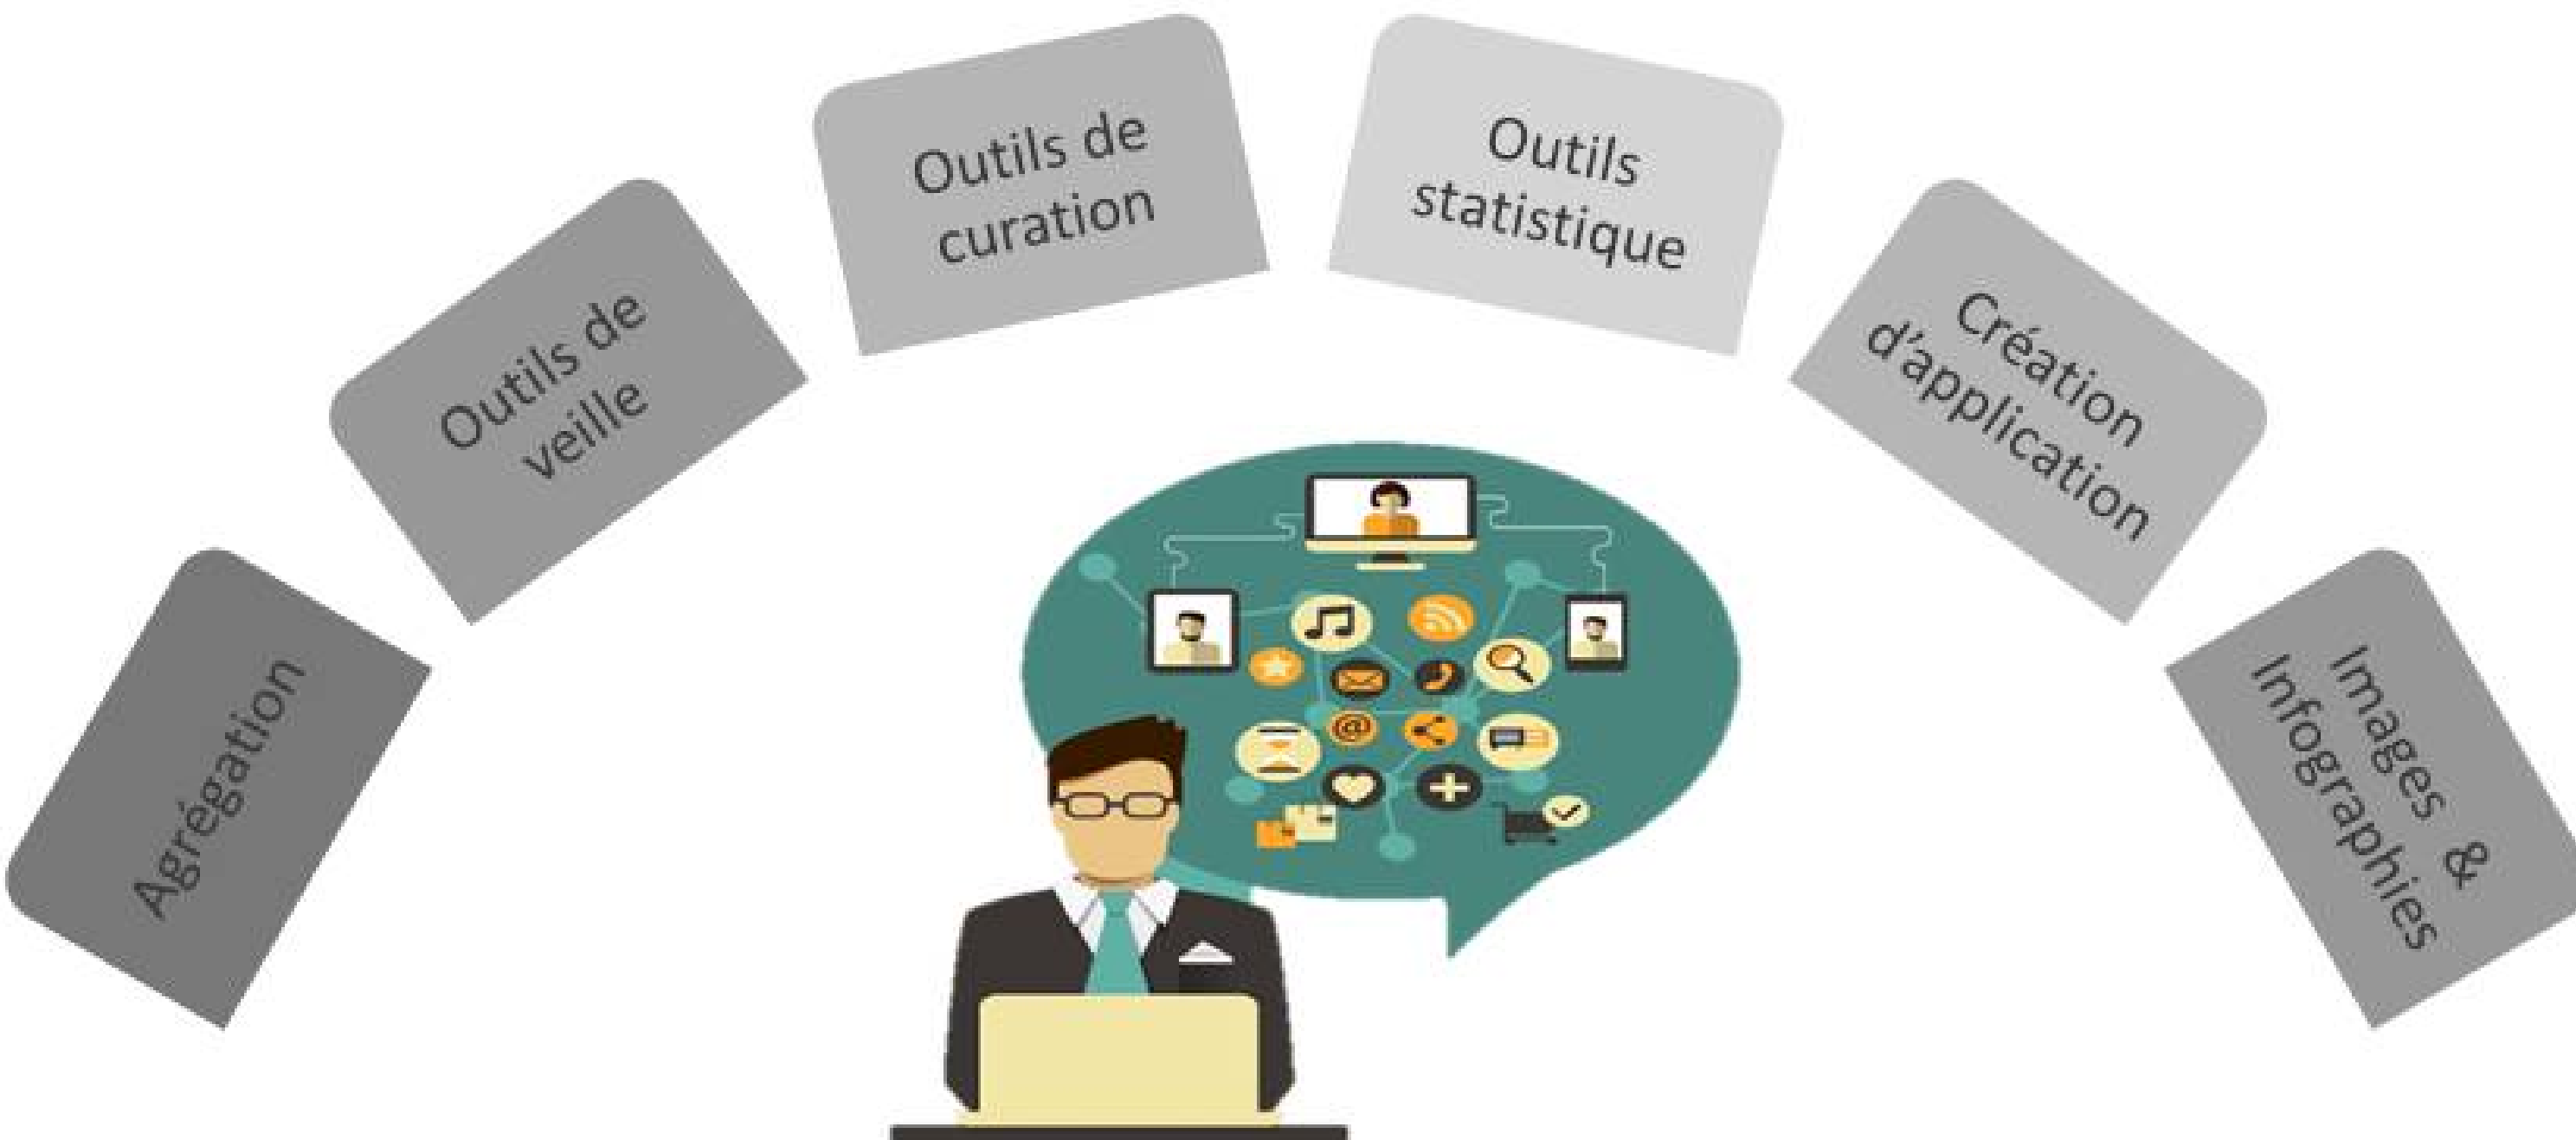 Agrégation
Outils de
veille
Outils de
curation
Outils
statistique
Création
d'application
Images &
Infographies
@